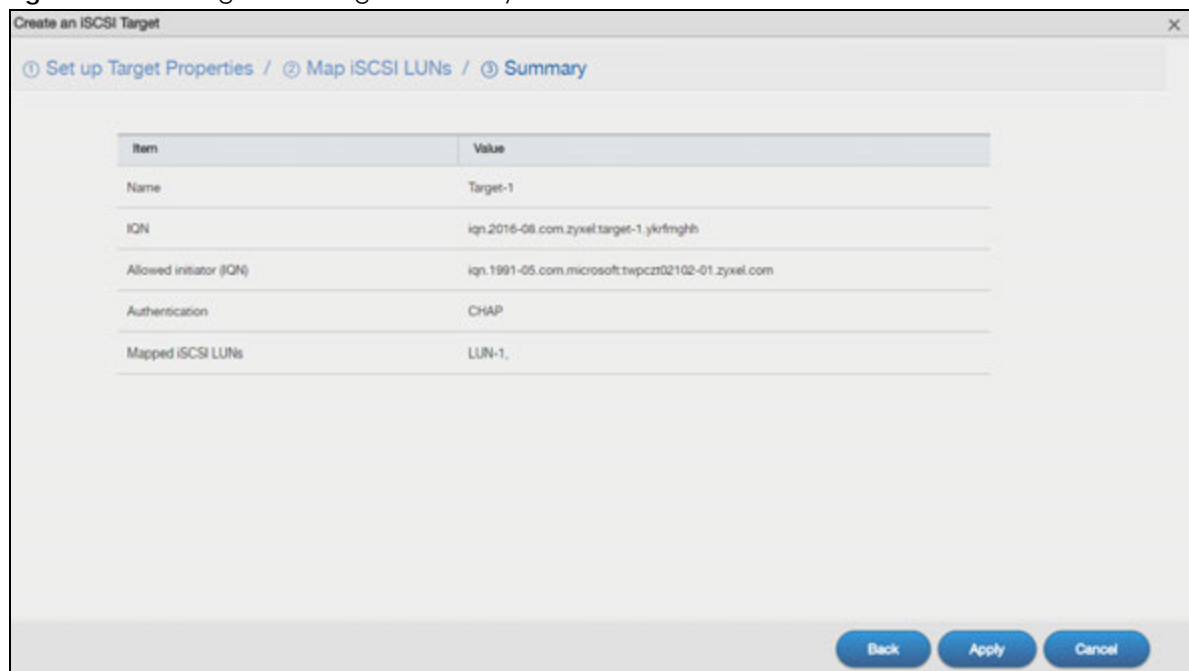 Create an iSCSI Target
① Set up Target Properties / ② Map iSCSI LUNs / ③ Summary
Item Value
Name Target-1
IQN iqn.2016-08.com.zyxel:target-1.ykrfmghh
Allowed initiator (IQN) iqn.1991-05.com.microsoft:twpczt02102-01.zyxel.com
Authentication CHAP
Mapped iSCSI LUNs LUN-1,
Back Apply Cancel